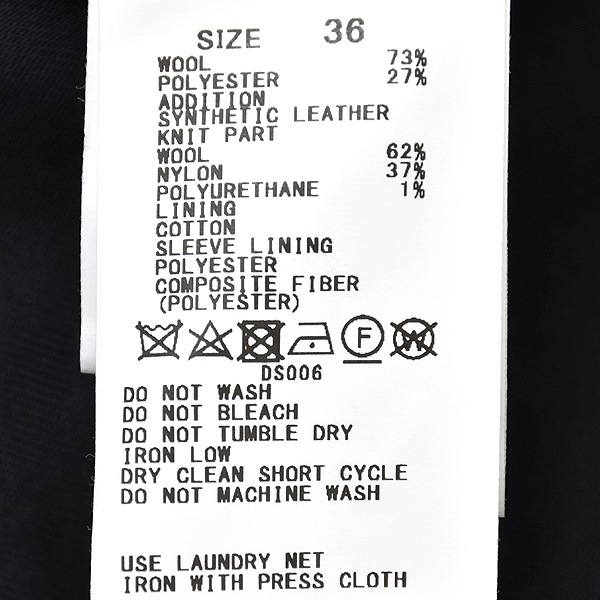 SIZE 36
WOOL 73%
POLYESTER 27%
ADDITION
SYNTHETIC LEATHER
KNIT PART
WOOL 62%
NYLON 37%
POLYURETHANE 1%
LINING
COTTON
SLEEVE LINING
POLYESTER
COMPOSITE FIBER
(POLYESTER)
F W
DS006
DO NOT WASH
DO NOT BLEACH
DO NOT TUMBLE DRY
IRON LOW
DRY CLEAN SHORT CYCLE
DO NOT MACHINE WASH
USE LAUNDRY NET
IRON WITH PRESS CLOTH